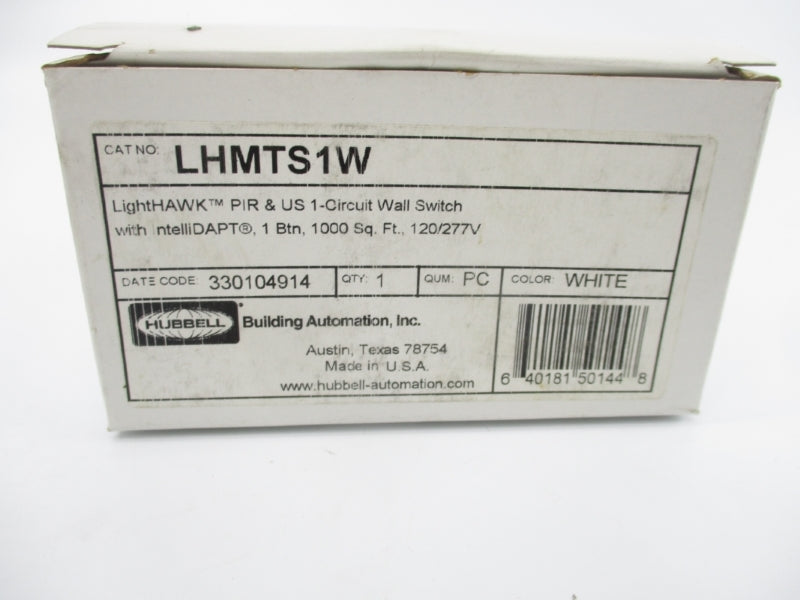 CAT NO: LHMTS1W
LightHAWK™ PIR & US 1-Circuit Wall Switch
with IntelliDAPT®, 1 Btn, 1000 Sq. Ft., 120/277V
DATE CODE: 330104914 QTY: 1 QUM: PC COLOR: WHITE
HUBBELL® Building Automation, Inc.
Austin, Texas 78754
Made in U.S.A.
www.hubbell-automation.com
6 40181 50144 8